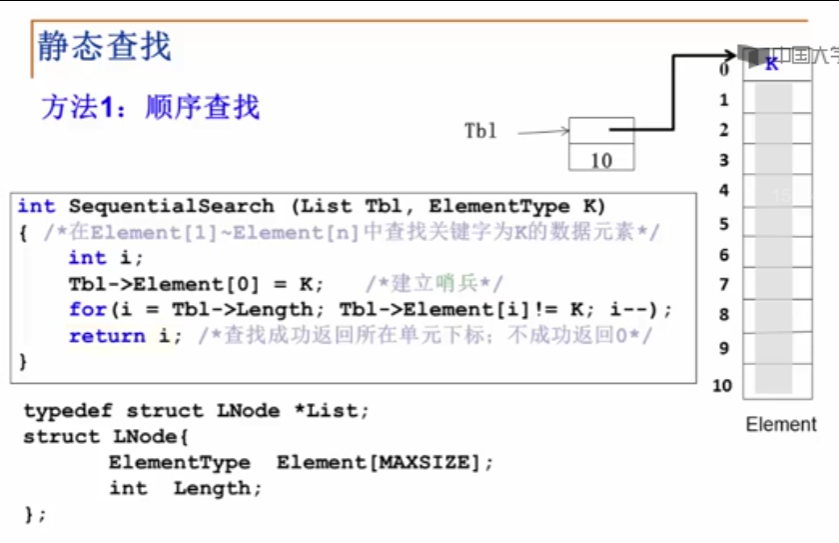 静态查找
中国大学
方法1：顺序查找
K
0
1
2
3
4
5
6
7
8
9
10
Tbl
10
int SequentialSearch (List Tbl, ElementType K)
{ /*在Element[1]~Element[n]中查找关键字为K的数据元素*/
int i;
Tbl->Element[0] = K; /*建立哨兵*/
for(i = Tbl->Length; Tbl->Element[i]!= K; i--);
return i; /*查找成功返回所在单元下标；不成功返回0*/
}
Element
typedef struct LNode *List;
struct LNode{
ElementType Element[MAXSIZE];
int Length;
};